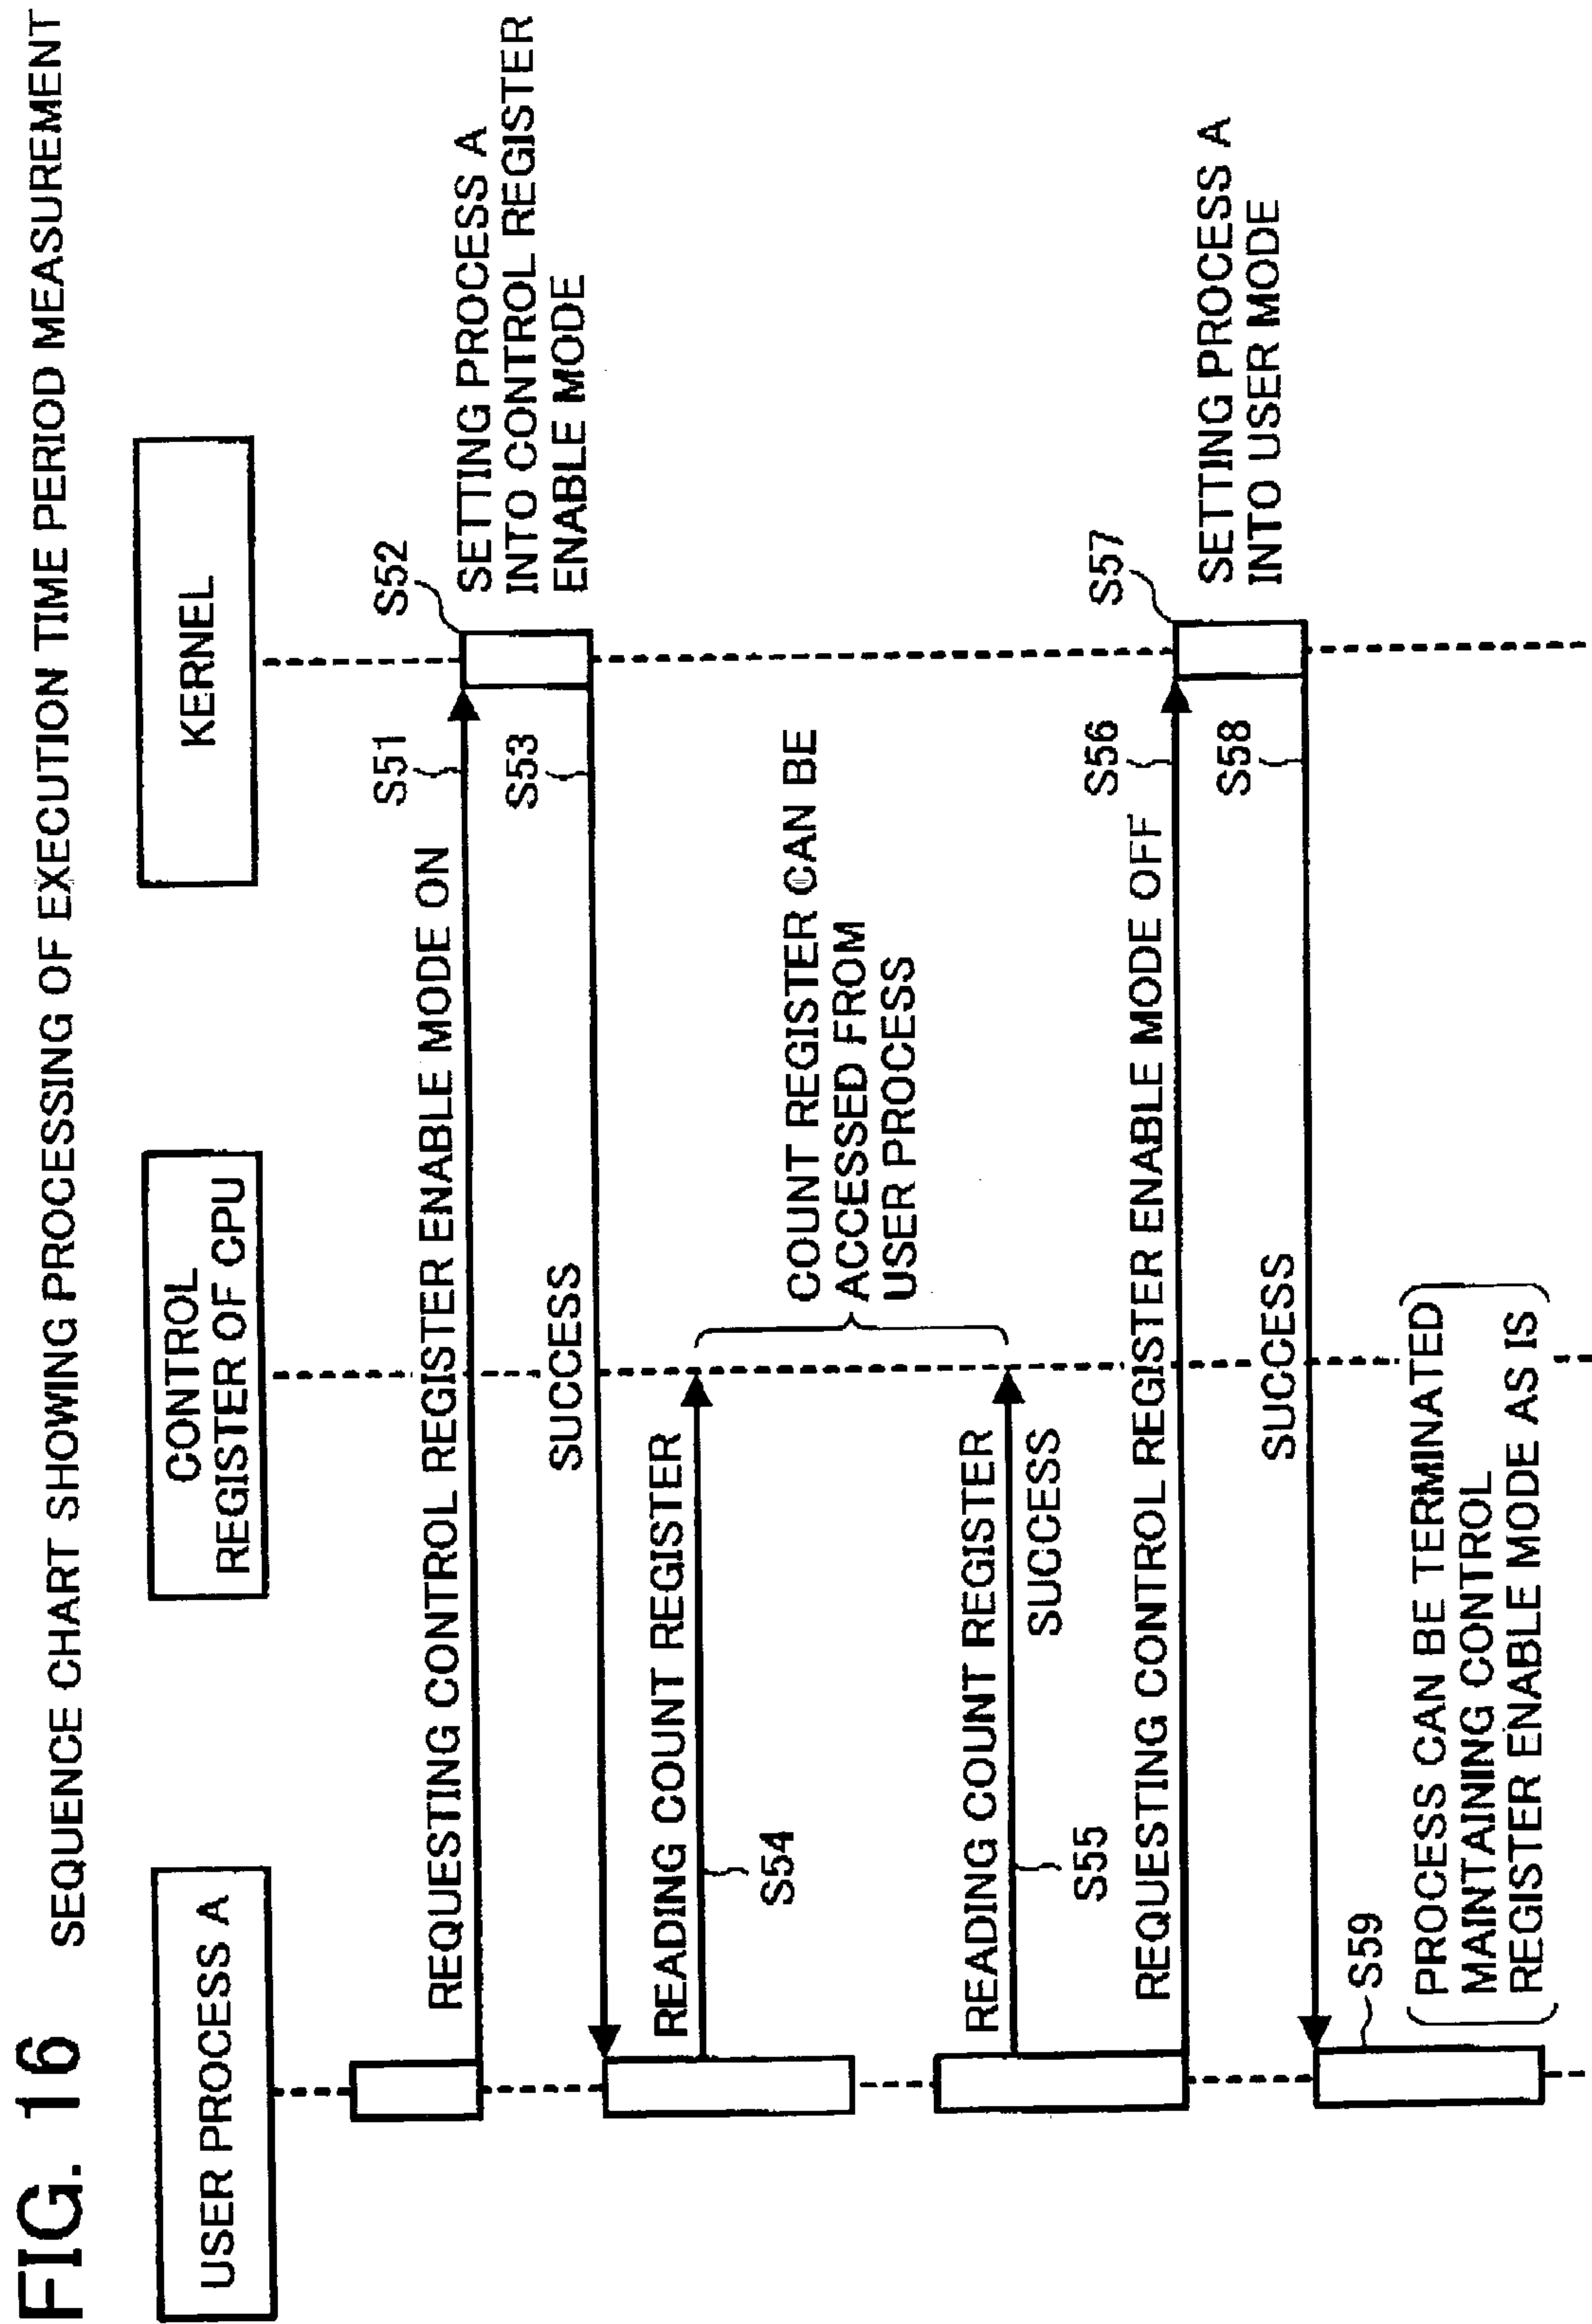 FIG. 16
SEQUENCE CHART SHOWING PROCESSING OF EXECUTION TIME PERIOD MEASUREMENT
USER PROCESS A
CONTROL
REGISTER OF CPU
KERNEL
REQUESTING CONTROL REGISTER ENABLE MODE ON
S51
S52
SETTING PROCESS A
INTO CONTROL REGISTER
ENABLE MODE
SUCCESS
S53
READING COUNT REGISTER
S54
COUNT REGISTER CAN BE
ACCESSED FROM
USER PROCESS
READING COUNT REGISTER
SUCCESS
S55
REQUESTING CONTROL REGISTER ENABLE MODE OFF
S56
S57
SETTING PROCESS A
INTO USER MODE
SUCCESS
S58
S59
PROCESS CAN BE TERMINATED
MAINTAINING CONTROL
REGISTER ENABLE MODE AS IS